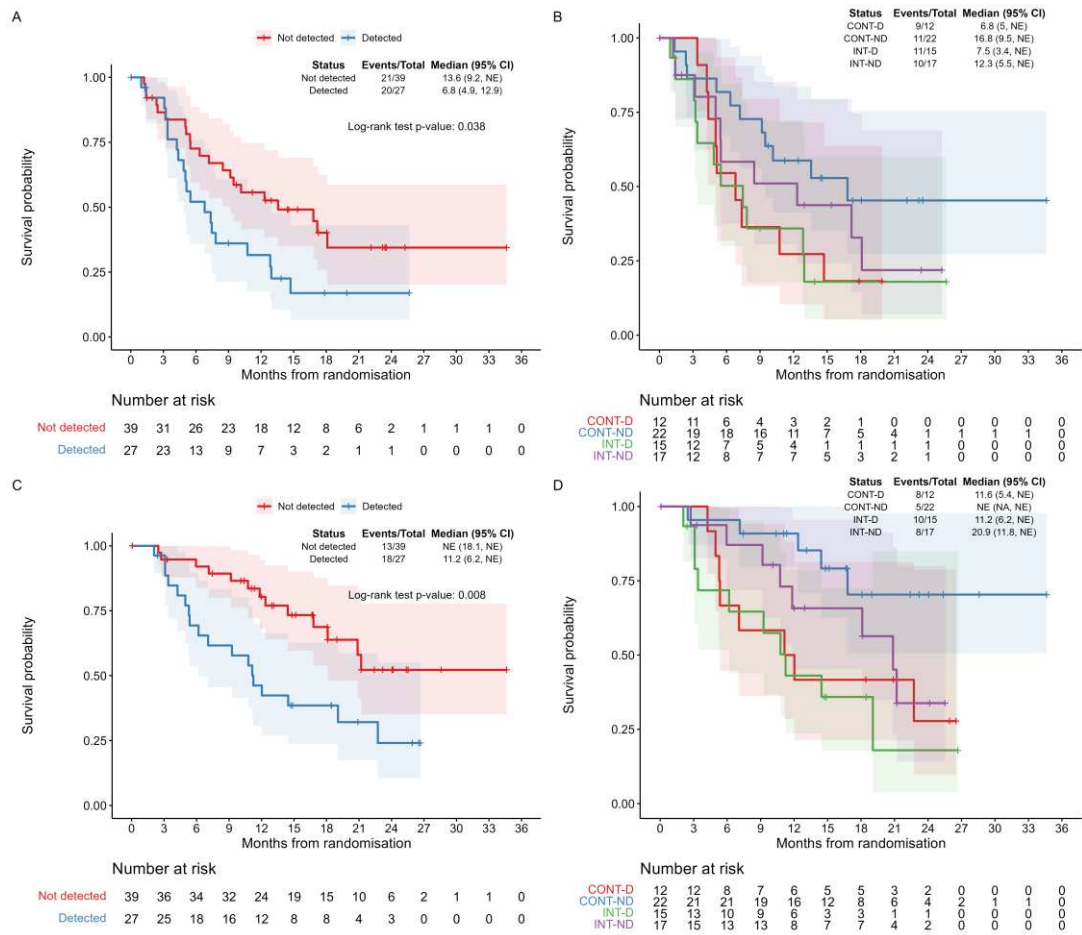 A
Not detected Detected
Status Events/Total Median (95% CI)
Not detected 21/39 13.6 (9.2, NE)
Detected 20/27 6.8 (4.9, 12.9)
Log-rank test p-value: 0.038
Survival probability
1.00
0.75
0.50
0.25
0.00
0 3 6 9 12 15 18 21 24 27 30 33 36
Months from randomisation
Number at risk
Not detected 39 31 26 23 18 12 8 6 2 1 1 1 0
Detected 27 23 13 9 7 3 2 1 1 0 0 0 0
B
Status Events/Total Median (95% CI)
CONT-D 9/12 6.8 (5, NE)
CONT-ND 11/22 16.8 (9.5, NE)
INT-D 11/15 7.5 (3.4, NE)
INT-ND 10/17 12.3 (5.5, NE)
Survival probability
1.00
0.75
0.50
0.25
0.00
0 3 6 9 12 15 18 21 24 27 30 33 36
Months from randomisation
Number at risk
CONT-D 12 11 6 4 3 2 1 0 0 0 0 0 0
CONT-ND 22 19 18 16 11 7 5 4 1 1 1 1 0
INT-D 15 12 7 5 4 1 1 1 1 0 0 0 0
INT-ND 17 12 8 7 7 5 3 2 1 0 0 0 0
C
Not detected Detected
Status Events/Total Median (95% CI)
Not detected 13/39 NE (18.1, NE)
Detected 18/27 11.2 (6.2, NE)
Log-rank test p-value: 0.008
Survival probability
1.00
0.75
0.50
0.25
0.00
0 3 6 9 12 15 18 21 24 27 30 33 36
Months from randomisation
Number at risk
Not detected 39 36 34 32 24 19 15 10 6 2 1 1 0
Detected 27 25 18 16 12 8 8 4 3 0 0 0 0
D
Status Events/Total Median (95% CI)
CONT-D 8/12 11.6 (5.4, NE)
CONT-ND 5/22 NE (NA, NE)
INT-D 10/15 11.2 (6.2, NE)
INT-ND 8/17 20.9 (11.8, NE)
Survival probability
1.00
0.75
0.50
0.25
0.00
0 3 6 9 12 15 18 21 24 27 30 33 36
Months from randomisation
Number at risk
CONT-D 12 12 8 7 6 5 5 3 2 0 0 0 0
CONT-ND 22 21 21 19 16 12 8 6 4 2 1 1 0
INT-D 15 13 10 9 6 3 3 1 1 0 0 0 0
INT-ND 17 15 13 13 8 7 7 4 2 0 0 0 0